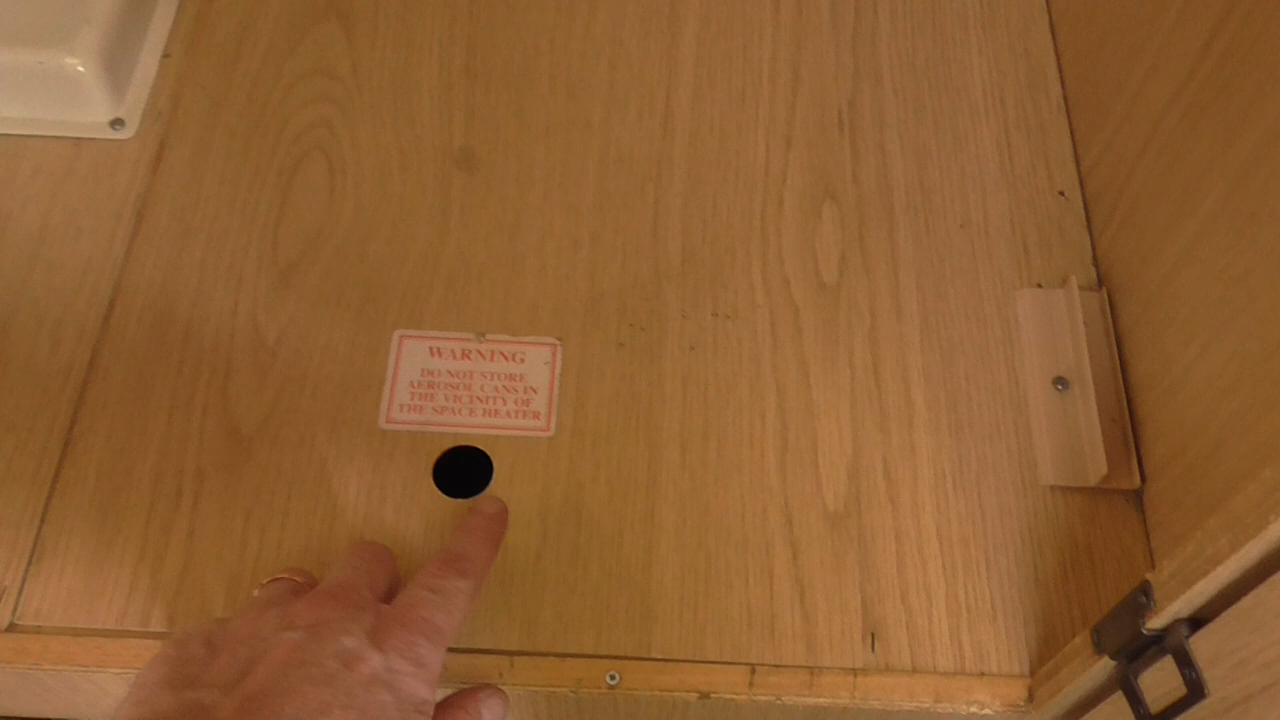 WARNING
DO NOT STORE
AEROSOL CANS IN
THE VICINITY OF
THE SPACE HEATER